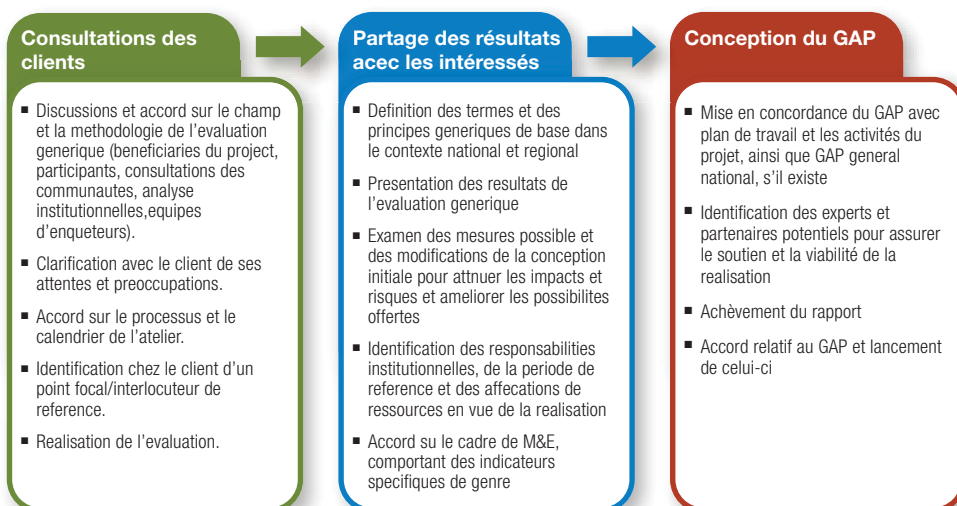 Consultations des
clients
■ Discussions et accord sur le champ
et la methodologie de l'evaluation
generique (beneficiaries du project,
participants, consultations des
communautes, analyse
institutionnelles,equipes
d'enqueteurs).
■ Clarification avec le client de ses
attentes et preoccupations.
■ Accord sur le processus et le
calendrier de l'atelier.
■ Identification chez le client d'un
point focal/interlocuteur de
reference.
■ Realisation de l'evaluation.
Partage des résultats
acec les intéressés
■ Definition des termes et des
principes generiques de base dans
le contexte national et regional
■ Presentation des resultats de
l'evaluation generique
■ Examen des mesures possible et
des modifications de la conception
initiale pour attnuer les impacts et
risques et ameliorer les possibilites
offertes
■ Identification des responsabilities
institutionnelles, de la periode de
reference et des affecations de
ressources en vue de la realisation
■ Accord su le cadre de M&E,
comportant des indicateurs
specifiques de genre
Conception du GAP
■ Mise en concordance du GAP avec
plan de travail et les activités du
projet, ainsi que GAP general
national, s'il existe
■ Identification des experts et
partenaires potentiels pour assurer
le soutien et la viabilité de la
realisation
■ Achèvement du rapport
■ Accord relatif au GAP et lancement
de celui-ci